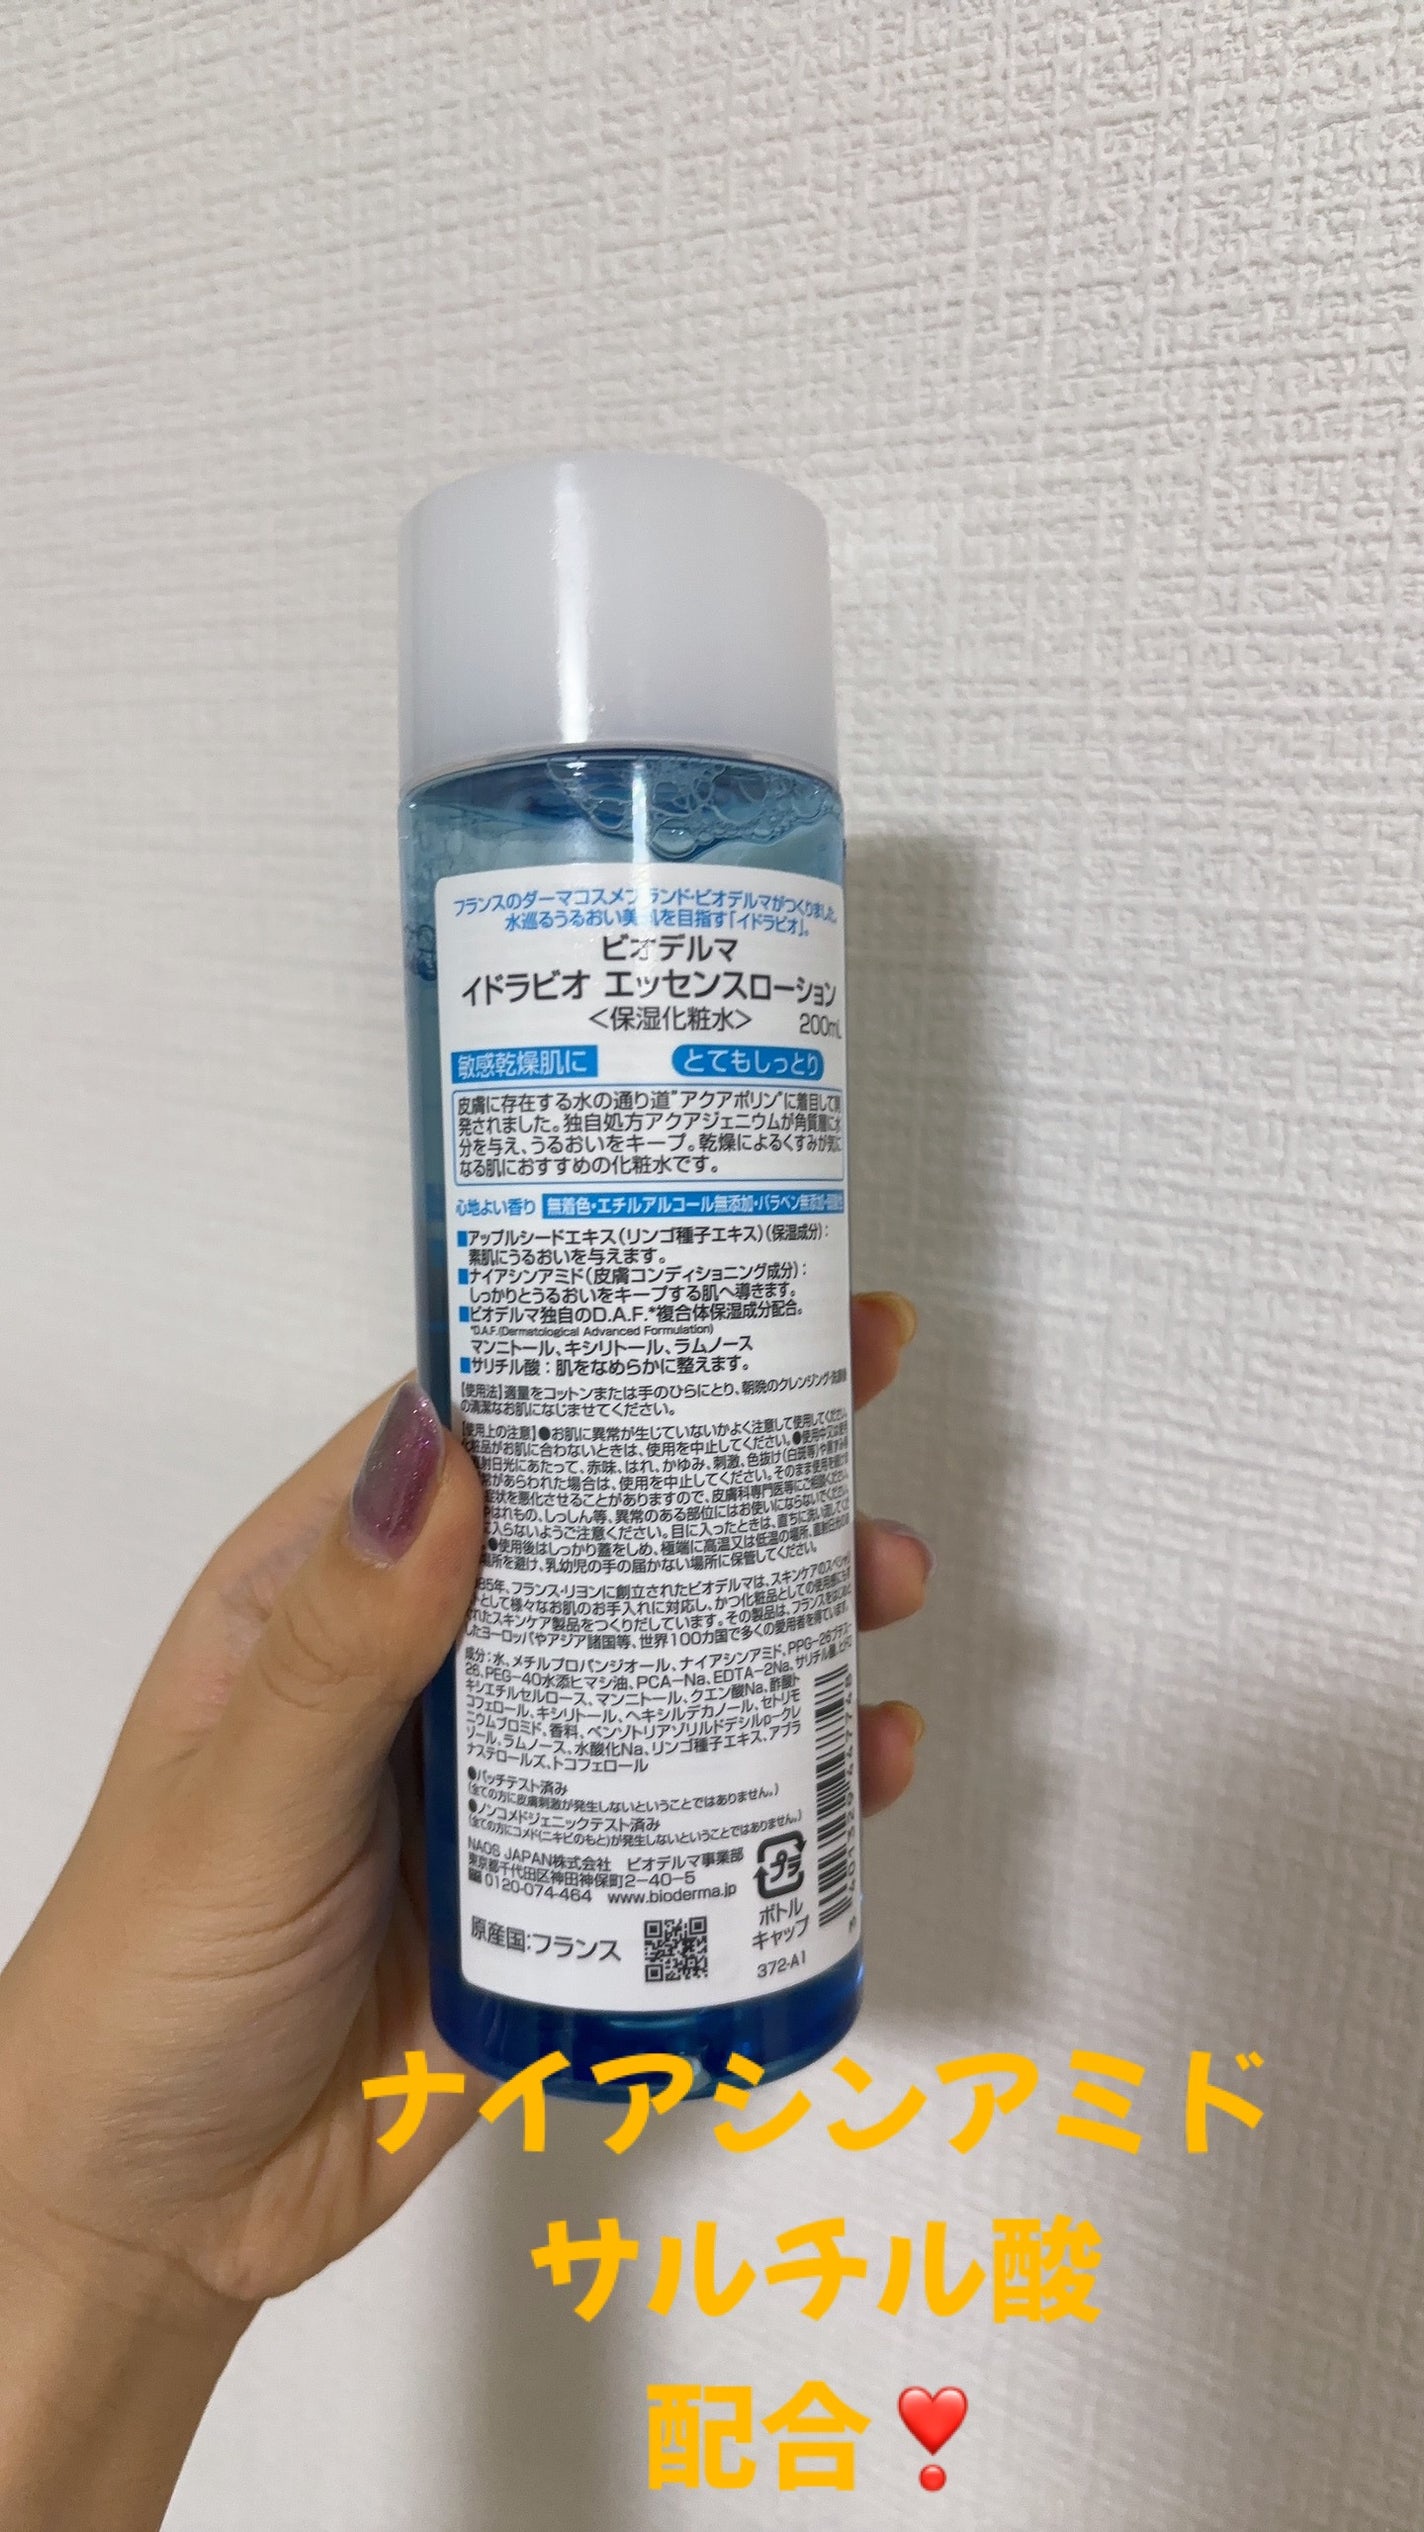 フランスのダーマコスメブランド・ビオデルマがつくりました。
水巡るうるおい美肌を目指す「イドラビオ」。
ビオデルマ
イドラビオ エッセンスローション
＜保湿化粧水＞ 200mL
敏感乾燥肌に とてもしっとり
皮膚に存在する水の通り道"アクアポリン"に着目して開
発されました。独自処方アクアジェニウムが角質層に水
分を与え、うるおいをキープ。乾燥によるくすみが気に
なる肌におすすめの化粧水です。
心地よい香り 無着色・エチルアルコール無添加・パラベン無添加・弱酸性
■アップルシードエキス（リンゴ種子エキス）（保湿成分）：
素肌にうるおいを与えます。
■ナイアシンアミド（皮膚コンディショニング成分）：
しっかりとうるおいをキープする肌へ導きます。
■ビオデルマ独自のD.A.F.*複合体保湿成分配合。
*D.A.F.(Dermatological Advanced Formulation)
マンニトール、キシリトール、ラムノース
■サリチル酸：肌をなめらかに整えます。
【使用法】適量をコットンまたは手のひらにとり、朝晩のクレンジング・洗顔後
の清潔なお肌になじませてください。
【使用上の注意】●お肌に異常が生じていないかよく注意して使用してください。
化粧品がお肌に合わないときは、使用を中止してください。●使用中又は使用
直射日光にあたって、赤味、はれ、かゆみ、刺激、色抜け(白斑等)や黒ずみ等
常があらわれた場合は、使用を中止してください。そのまま使用を続けま
症状を悪化させることがありますので、皮膚科専門医等にご相談ください。
やはれもの、しっしん等、異常のある部位にはお使いにならないでください。
に入らないようご注意ください。目に入ったときは、直ちに洗い流してくだ
●使用後はしっかり蓋をしめ、極端に高温又は低温の場所、直射日光の
場所を避け、乳幼児の手の届かない場所に保管してください。
85年、フランス・リヨンに創立されたビオデルマは、スキンケアのスペシャリ
トとして様々なお肌のお手入れに対応し、かつ化粧品としての使用感にも優
れたスキンケア製品をつくりだしています。その製品は、フランスをはじめと
したヨーロッパやアジア諸国等、世界100カ国で多くの愛用者を得ています。
成分：水、メチルプロパンジオール、ナイアシンアミド、PPG-26ブテス-
26、PEG-40水添ヒマシ油、PCA-Na、EDTA-2Na、サリチル酸、ヒドロ
キシエチルセルロース、マンニトール、クエン酸Na、酢酸ト
コフェロール、キシリトール、ヘキシルデカノール、セトリモ
ニウムブロミド、香料、ベンゾトリアゾリルドデシルp-クレ
ゾール、ラムノース、水酸化Na、リンゴ種子エキス、アブラ
ナステロールズ、トコフェロール
●パッチテスト済み
(全ての方に皮膚刺激が発生しないということではありません。)
●ノンコメドジェニックテスト済み
(全ての方にコメド(ニキビのもと)が発生しないということではありません。)
NAOS JAPAN株式会社 ビオデルマ事業部
東京都千代田区神田神保町2-40-5
0120-074-464 www.bioderma.jp
プラ
ボトル
キャップ
原産国：フランス
372-A1
ナイアシンアミド
サルチル酸
配合❣️